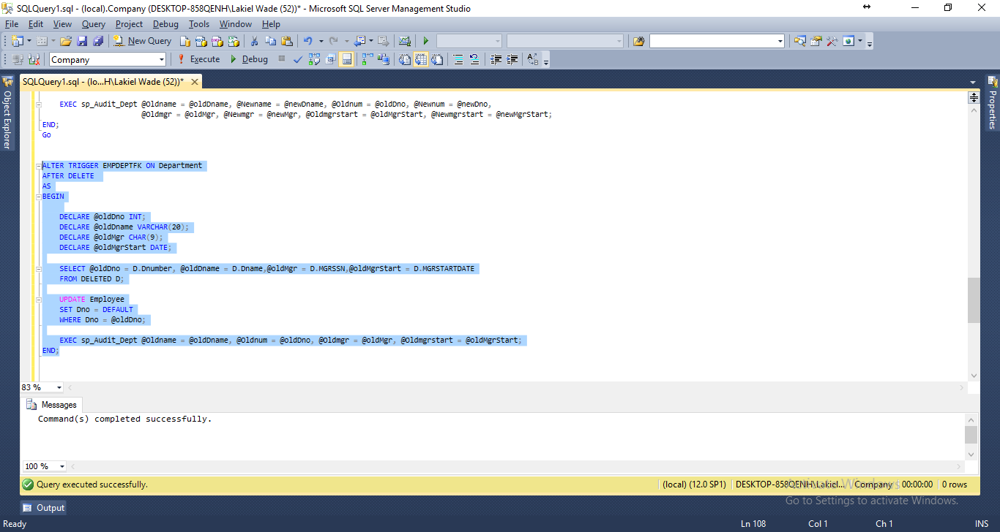 SQLQuery1.sql - (local).Company (DESKTOP-858QENH\Lakiel Wade (52))* - Microsoft SQL Server Management Studio
File Edit View Query Project Debug Tools Window Help
New Query
Company Execute Debug
SQLQuery1.sql - (lo...H\Lakiel Wade (52))*
Object Explorer
Properties
EXEC sp_Audit_Dept @Oldname = @oldDname, @Newname = @newDname, @Oldnum = @oldDno, @Newnum = @newDno,
@Oldmgr = @oldMgr, @Newmgr = @newMgr, @Oldmgrstart = @oldMgrStart, @Newmgrstart = @newMgrStart;
END;
Go
ALTER TRIGGER EMPDEPTFK ON Department
AFTER DELETE
AS
BEGIN
DECLARE @oldDno INT;
DECLARE @oldDname VARCHAR(20);
DECLARE @oldMgr CHAR(9);
DECLARE @oldMgrStart DATE;
SELECT @oldDno = D.Dnumber, @oldDname = D.Dname,@oldMgr = D.MGRSSN,@oldMgrStart = D.MGRSTARTDATE
FROM DELETED D;
UPDATE Employee
SET Dno = DEFAULT
WHERE Dno = @oldDno;
EXEC sp_Audit_Dept @Oldname = @oldDname, @Oldnum = @oldDno, @Oldmgr = @oldMgr, @Oldmgrstart = @oldMgrStart;
END;
83 %
Messages
Command(s) completed successfully.
100 %
Query executed successfully. (local) (12.0 SP1) DESKTOP-858QENH\Lakiel... Company 00:00:00 0 rows
Activate Windows
Go to Settings to activate Windows.
Output
Ready Ln 108 Col 1 Ch 1 INS